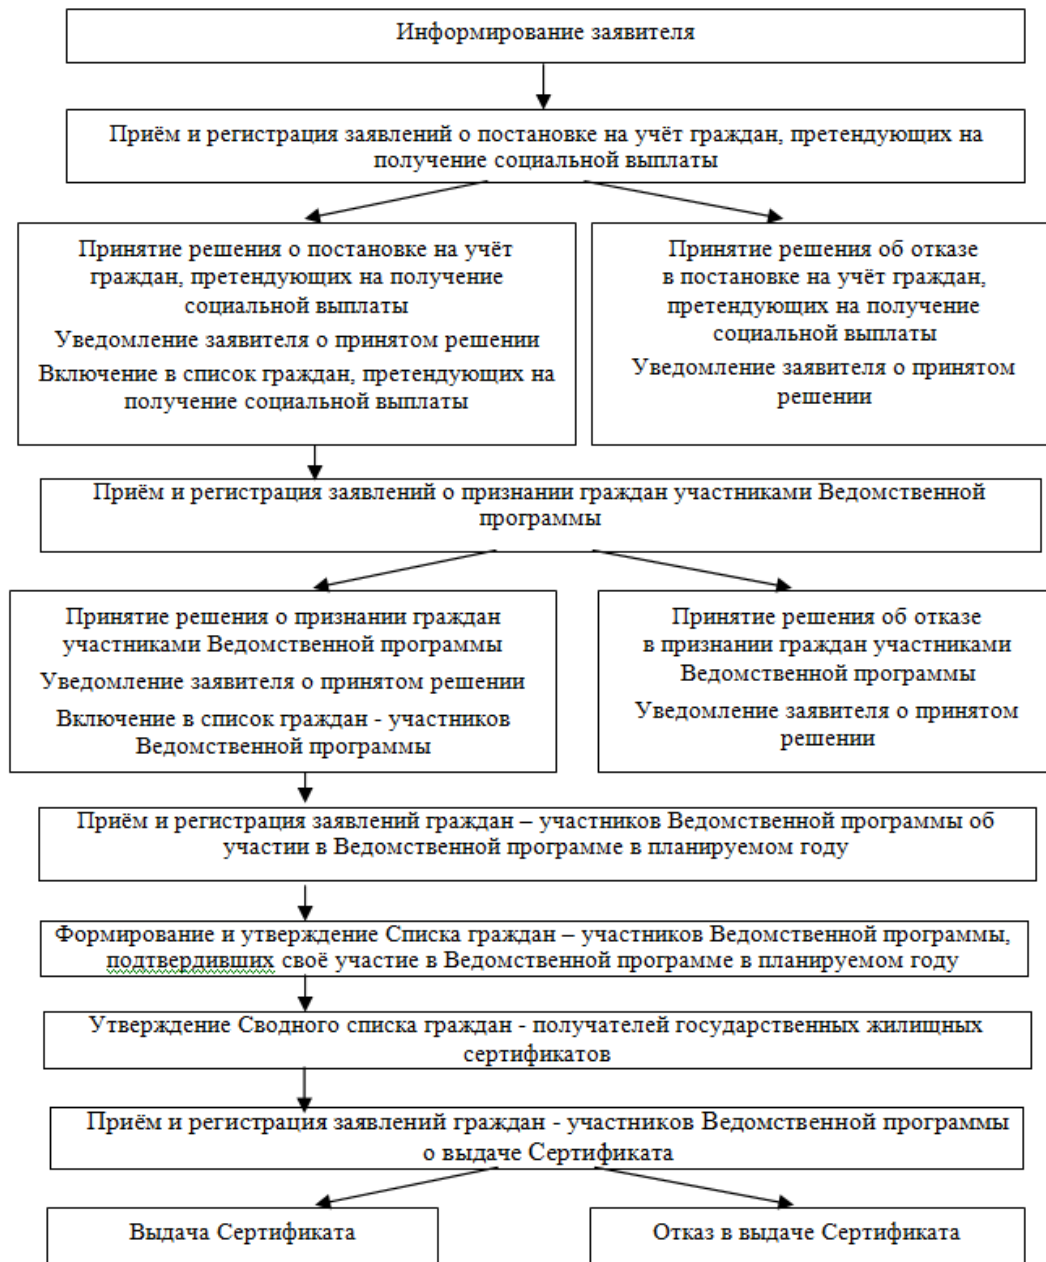 Информирование заявителя
Приём и регистрация заявлений о постановке на учёт граждан, претендующих на
получение социальной выплаты
Принятие решения о постановке на учёт
граждан, претендующих на получение
социальной выплаты
Уведомление заявителя о принятом решении
Включение в список граждан, претендующих на
получение социальной выплаты
Принятие решения об отказе
в постановке на учёт граждан,
претендующих на получение
социальной выплаты
Уведомление заявителя о принятом
решении
Приём и регистрация заявлений о признании граждан участниками Ведомственной
программы
Принятие решения о признании граждан
участниками Ведомственной программы
Уведомление заявителя о принятом решении
Включение в список граждан - участников
Ведомственной программы
Принятие решения об отказе
в признании граждан участниками
Ведомственной программы
Уведомление заявителя о принятом
решении
Приём и регистрация заявлений граждан – участников Ведомственной программы об
участии в Ведомственной программе в планируемом году
Формирование и утверждение Списка граждан – участников Ведомственной программы,
подтвердивших своё участие в Ведомственной программе в планируемом году
Утверждение Сводного списка граждан - получателей государственных жилищных
сертификатов
Приём и регистрация заявлений граждан - участников Ведомственной программы
о выдаче Сертификата
Выдача Сертификата
Отказ в выдаче Сертификата